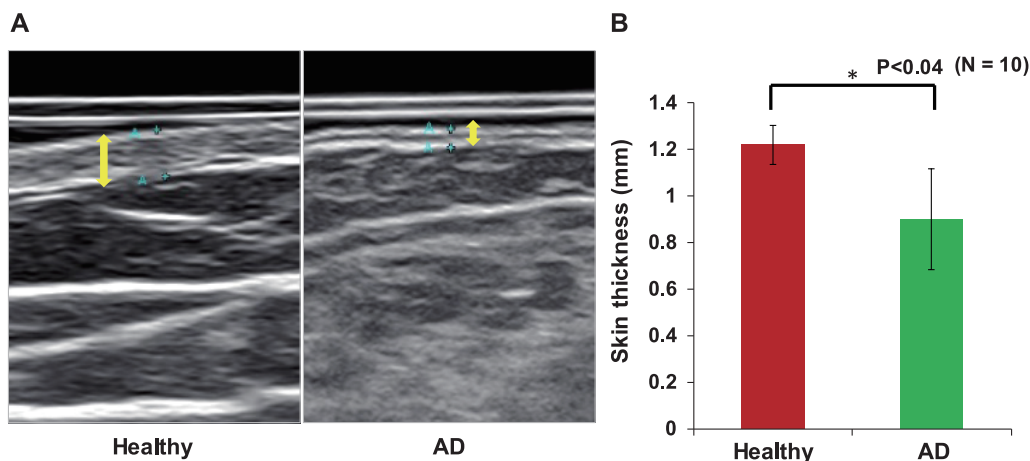 A
A
A
A
A
Healthy
AD
B
P<0.04 (N = 10)
*
1.4
1.2
1
0.8
0.6
0.4
0.2
0
Skin thickness (mm)
Healthy
AD